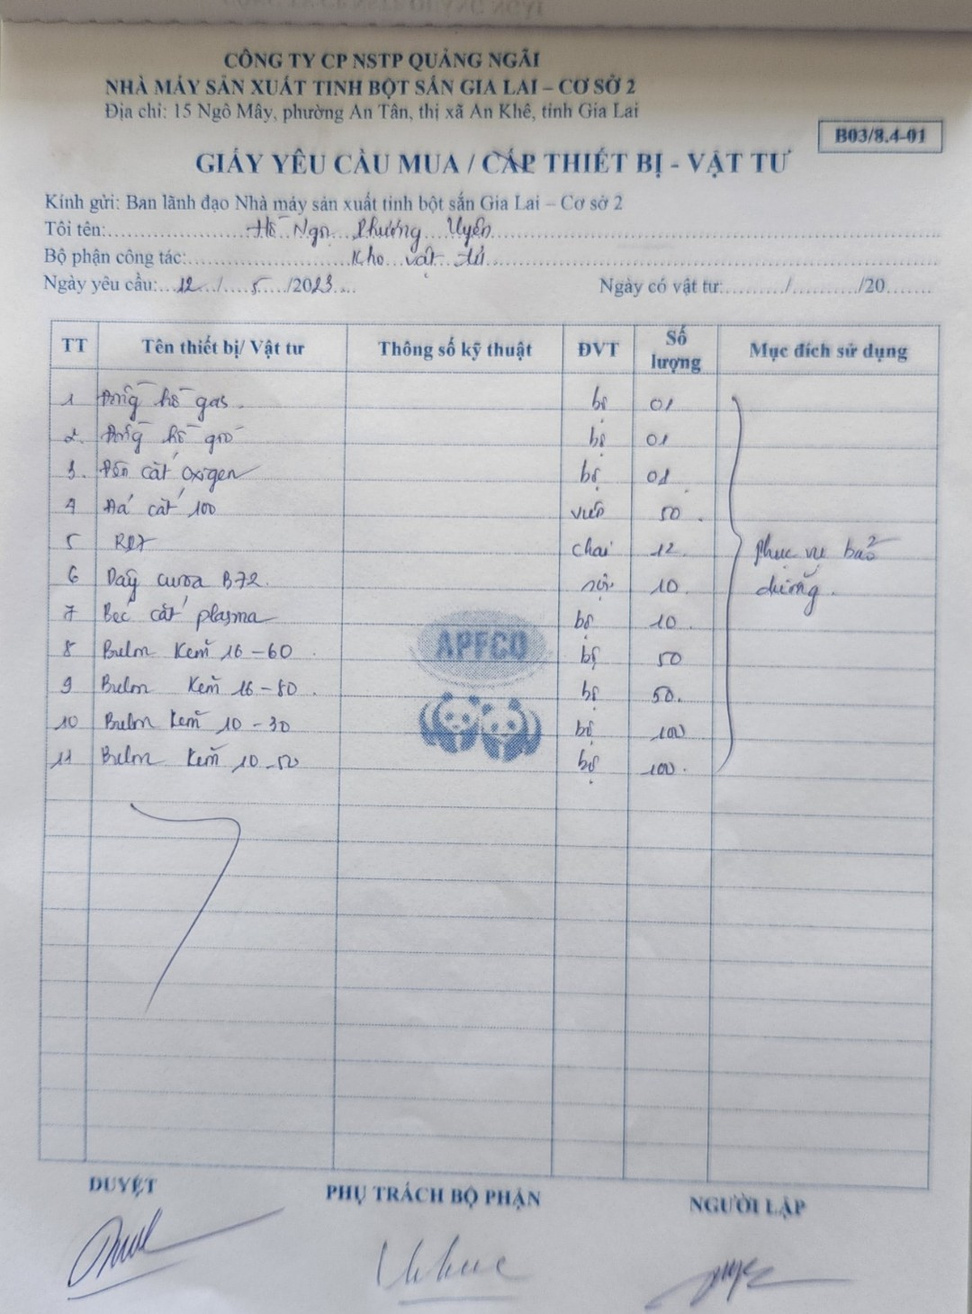 CÔNG TY CP NSTP QUẢNG NGÃI
NHÀ MÁY SẢN XUẤT TINH BỘT SẮN GIA LAI – CƠ SỞ 2
Địa chỉ: 15 Ngô Mây, phường An Tân, thị xã An Khê, tỉnh Gia Lai
B03/8.4-01
GIẤY YÊU CẦU MUA / CẤP THIẾT BỊ - VẬT TƯ
Kính gửi: Ban lãnh đạo Nhà máy sản xuất tinh bột sắn Gia Lai – Cơ sở 2
Tôi tên: Hồ Ngọ Phương Uyên
Bộ phận công tác: Kho vật
Ngày yêu cầu: 12 / 5 /2023 Ngày có vật tư: / /20
TT Tên thiết bị/ Vật tư Thông số kỹ thuật ĐVT Số lượng Mục đích sử dụng
1 Đồng hồ gas bộ 01
2 Đồng hồ gió bộ 01
3 cắt oxigen bộ 01
4 Đá cắt 100 viên 50
5 RP7 chai 12 phục vụ bảo
6 Dây curoa B72 sợi 10 dưỡng
7 Bec cắt plasma bộ 10
8 Bulon Kẽm 16-60 bộ 50
9 Bulon Kẽm 16-80 bộ 50
10 Bulon Kẽm 10-30 bộ 100
11 Bulon Kẽm 10-50 bộ 100
APFCO
DUYỆT PHỤ TRÁCH BỘ PHẬN NGƯỜI LẬP